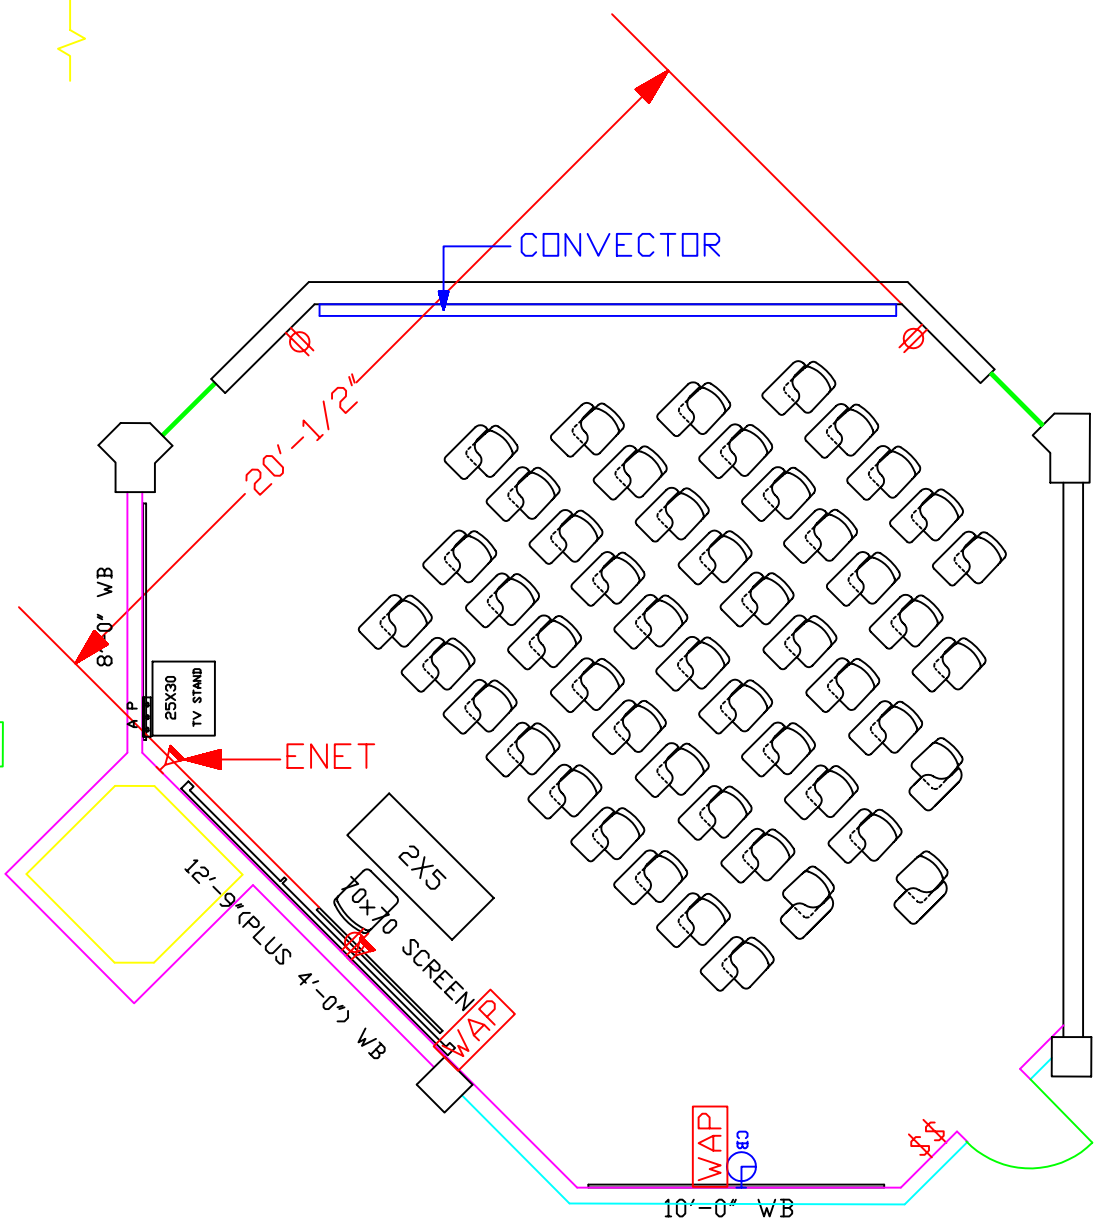 CONVECTOR
20'-1/2"
8'-0" WB
25X30
TV STAND
A P
ENET
2X5
70x70 SCREEN
12'-9"(PLUS 4'-0") WB
WAP
WAP
CB
$$
10'-0" WB